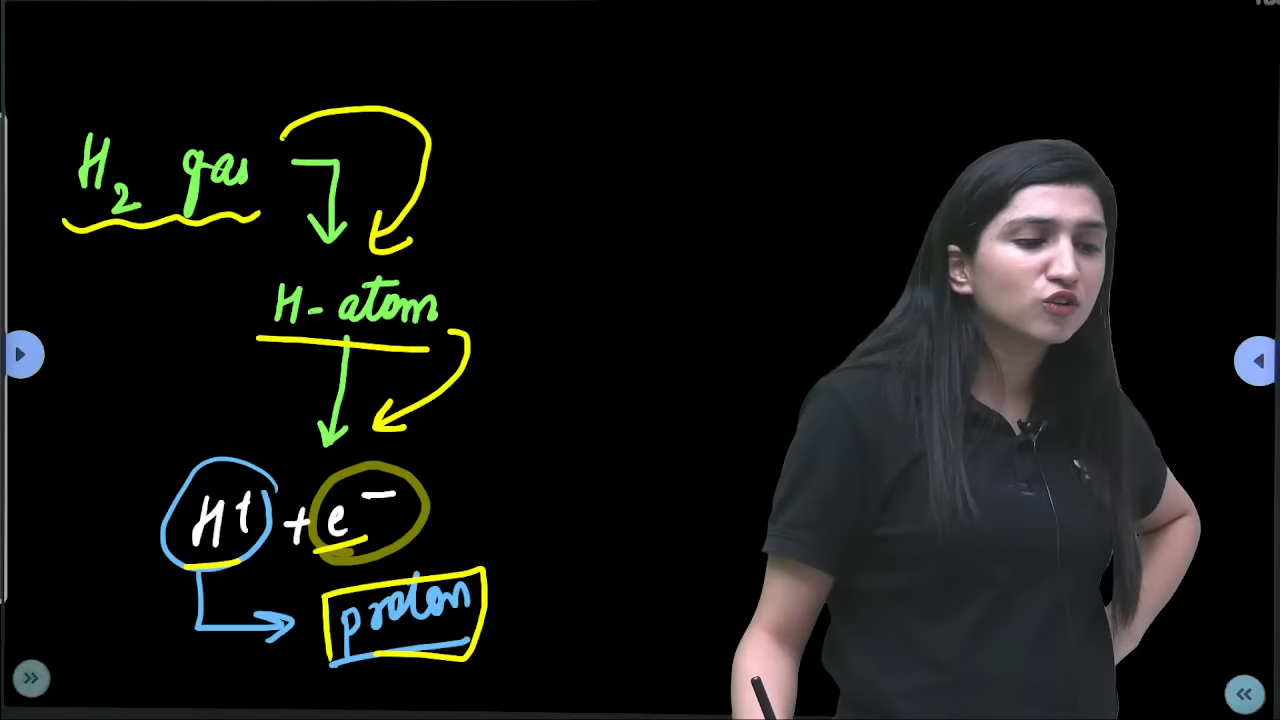 H₂ gas
H-atom
H⁺ + e⁻
proton